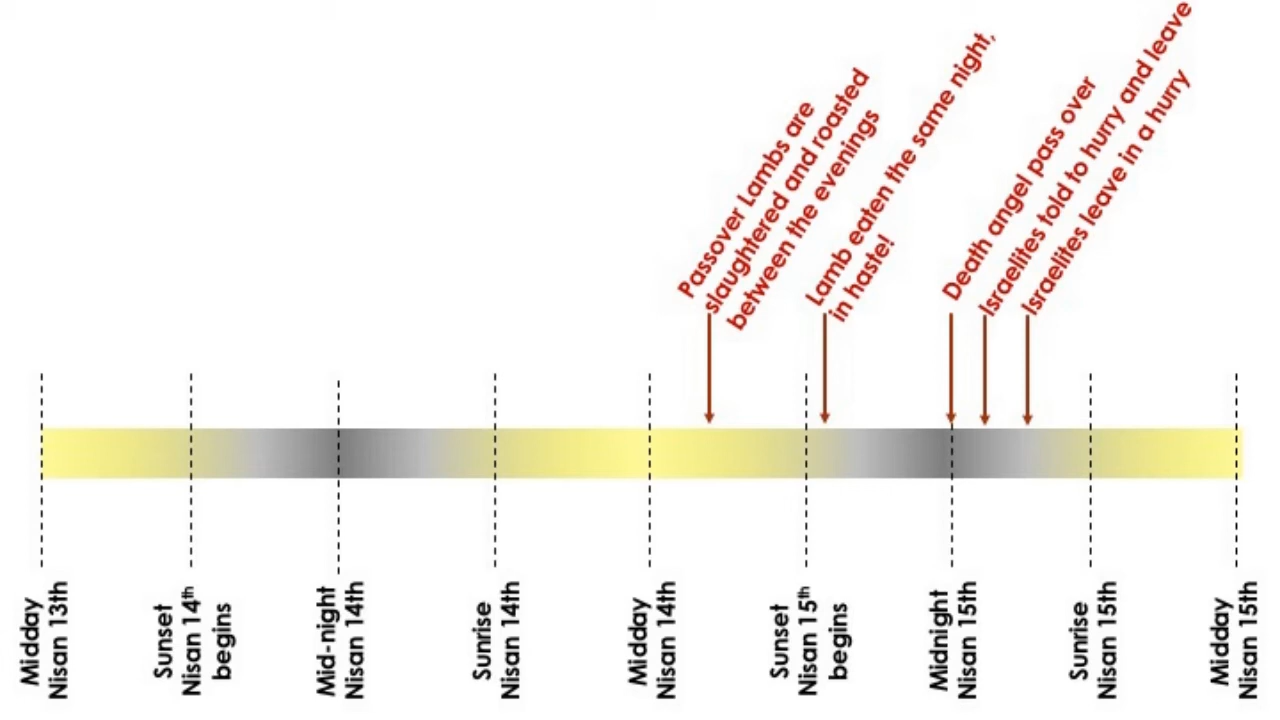 Passover Lambs are
slaughtered and roasted
between the evenings
Lamb eaten the same night,
in haste!
Death angel pass over
Israelites told to hurry and leave
Israelites leave in a hurry
Midday
Nisan 13th
Sunset
Nisan 14th
begins
Mid-night
Nisan 14th
Sunrise
Nisan 14th
Midday
Nisan 14th
Sunset
Nisan 15th
begins
Midnight
Nisan 15th
Sunrise
Nisan 15th
Midday
Nisan 15th